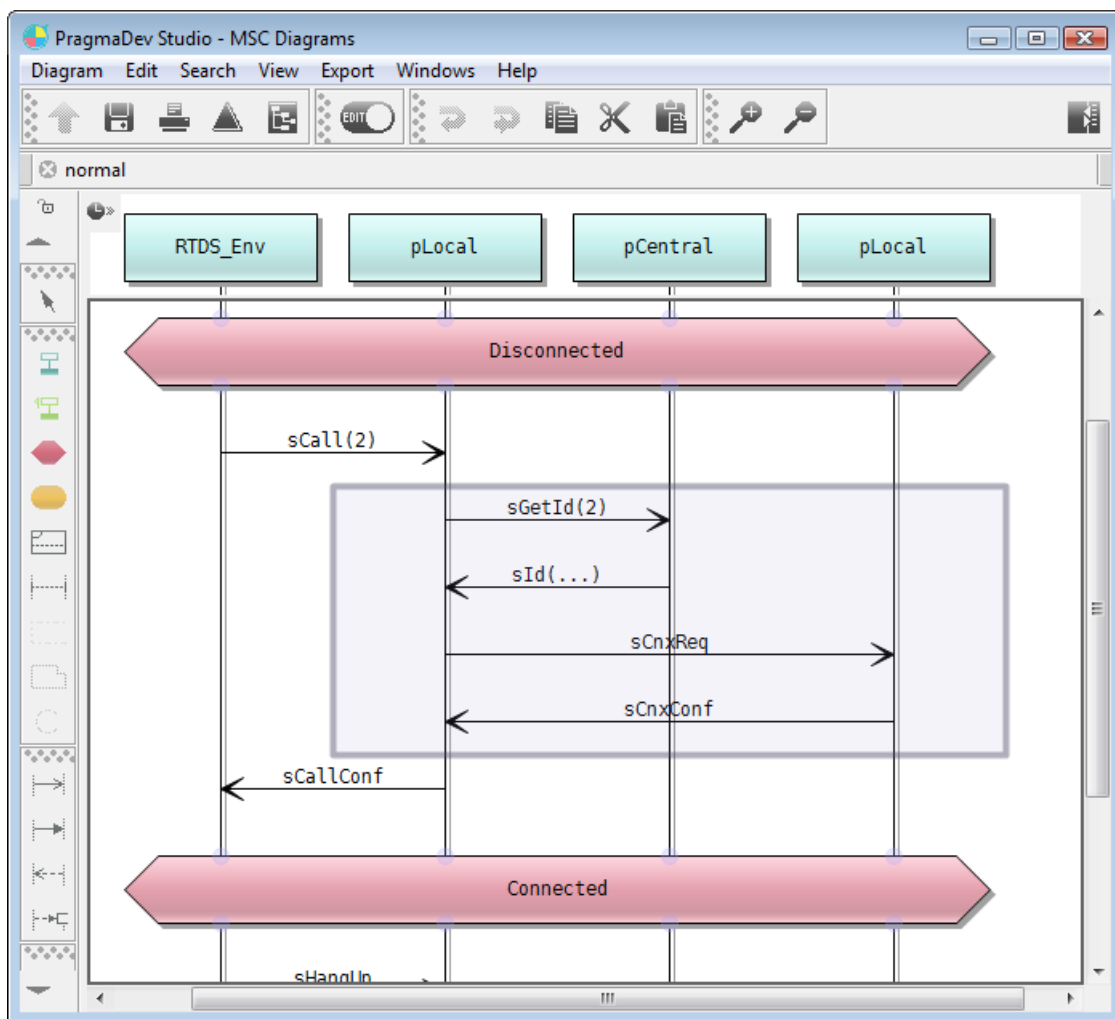 PragmaDev Studio - MSC Diagrams
Diagram Edit Search View Export Windows Help
EDIT
normal
RTDS_Env pLocal pCentral pLocal
Disconnected
sCall(2)
sGetId(2)
sId(...)
sCnxReq
sCnxConf
sCallConf
Connected
sHangUp